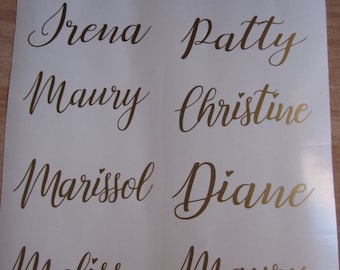 Irena Patty
Maury Christine
Marissol Diane